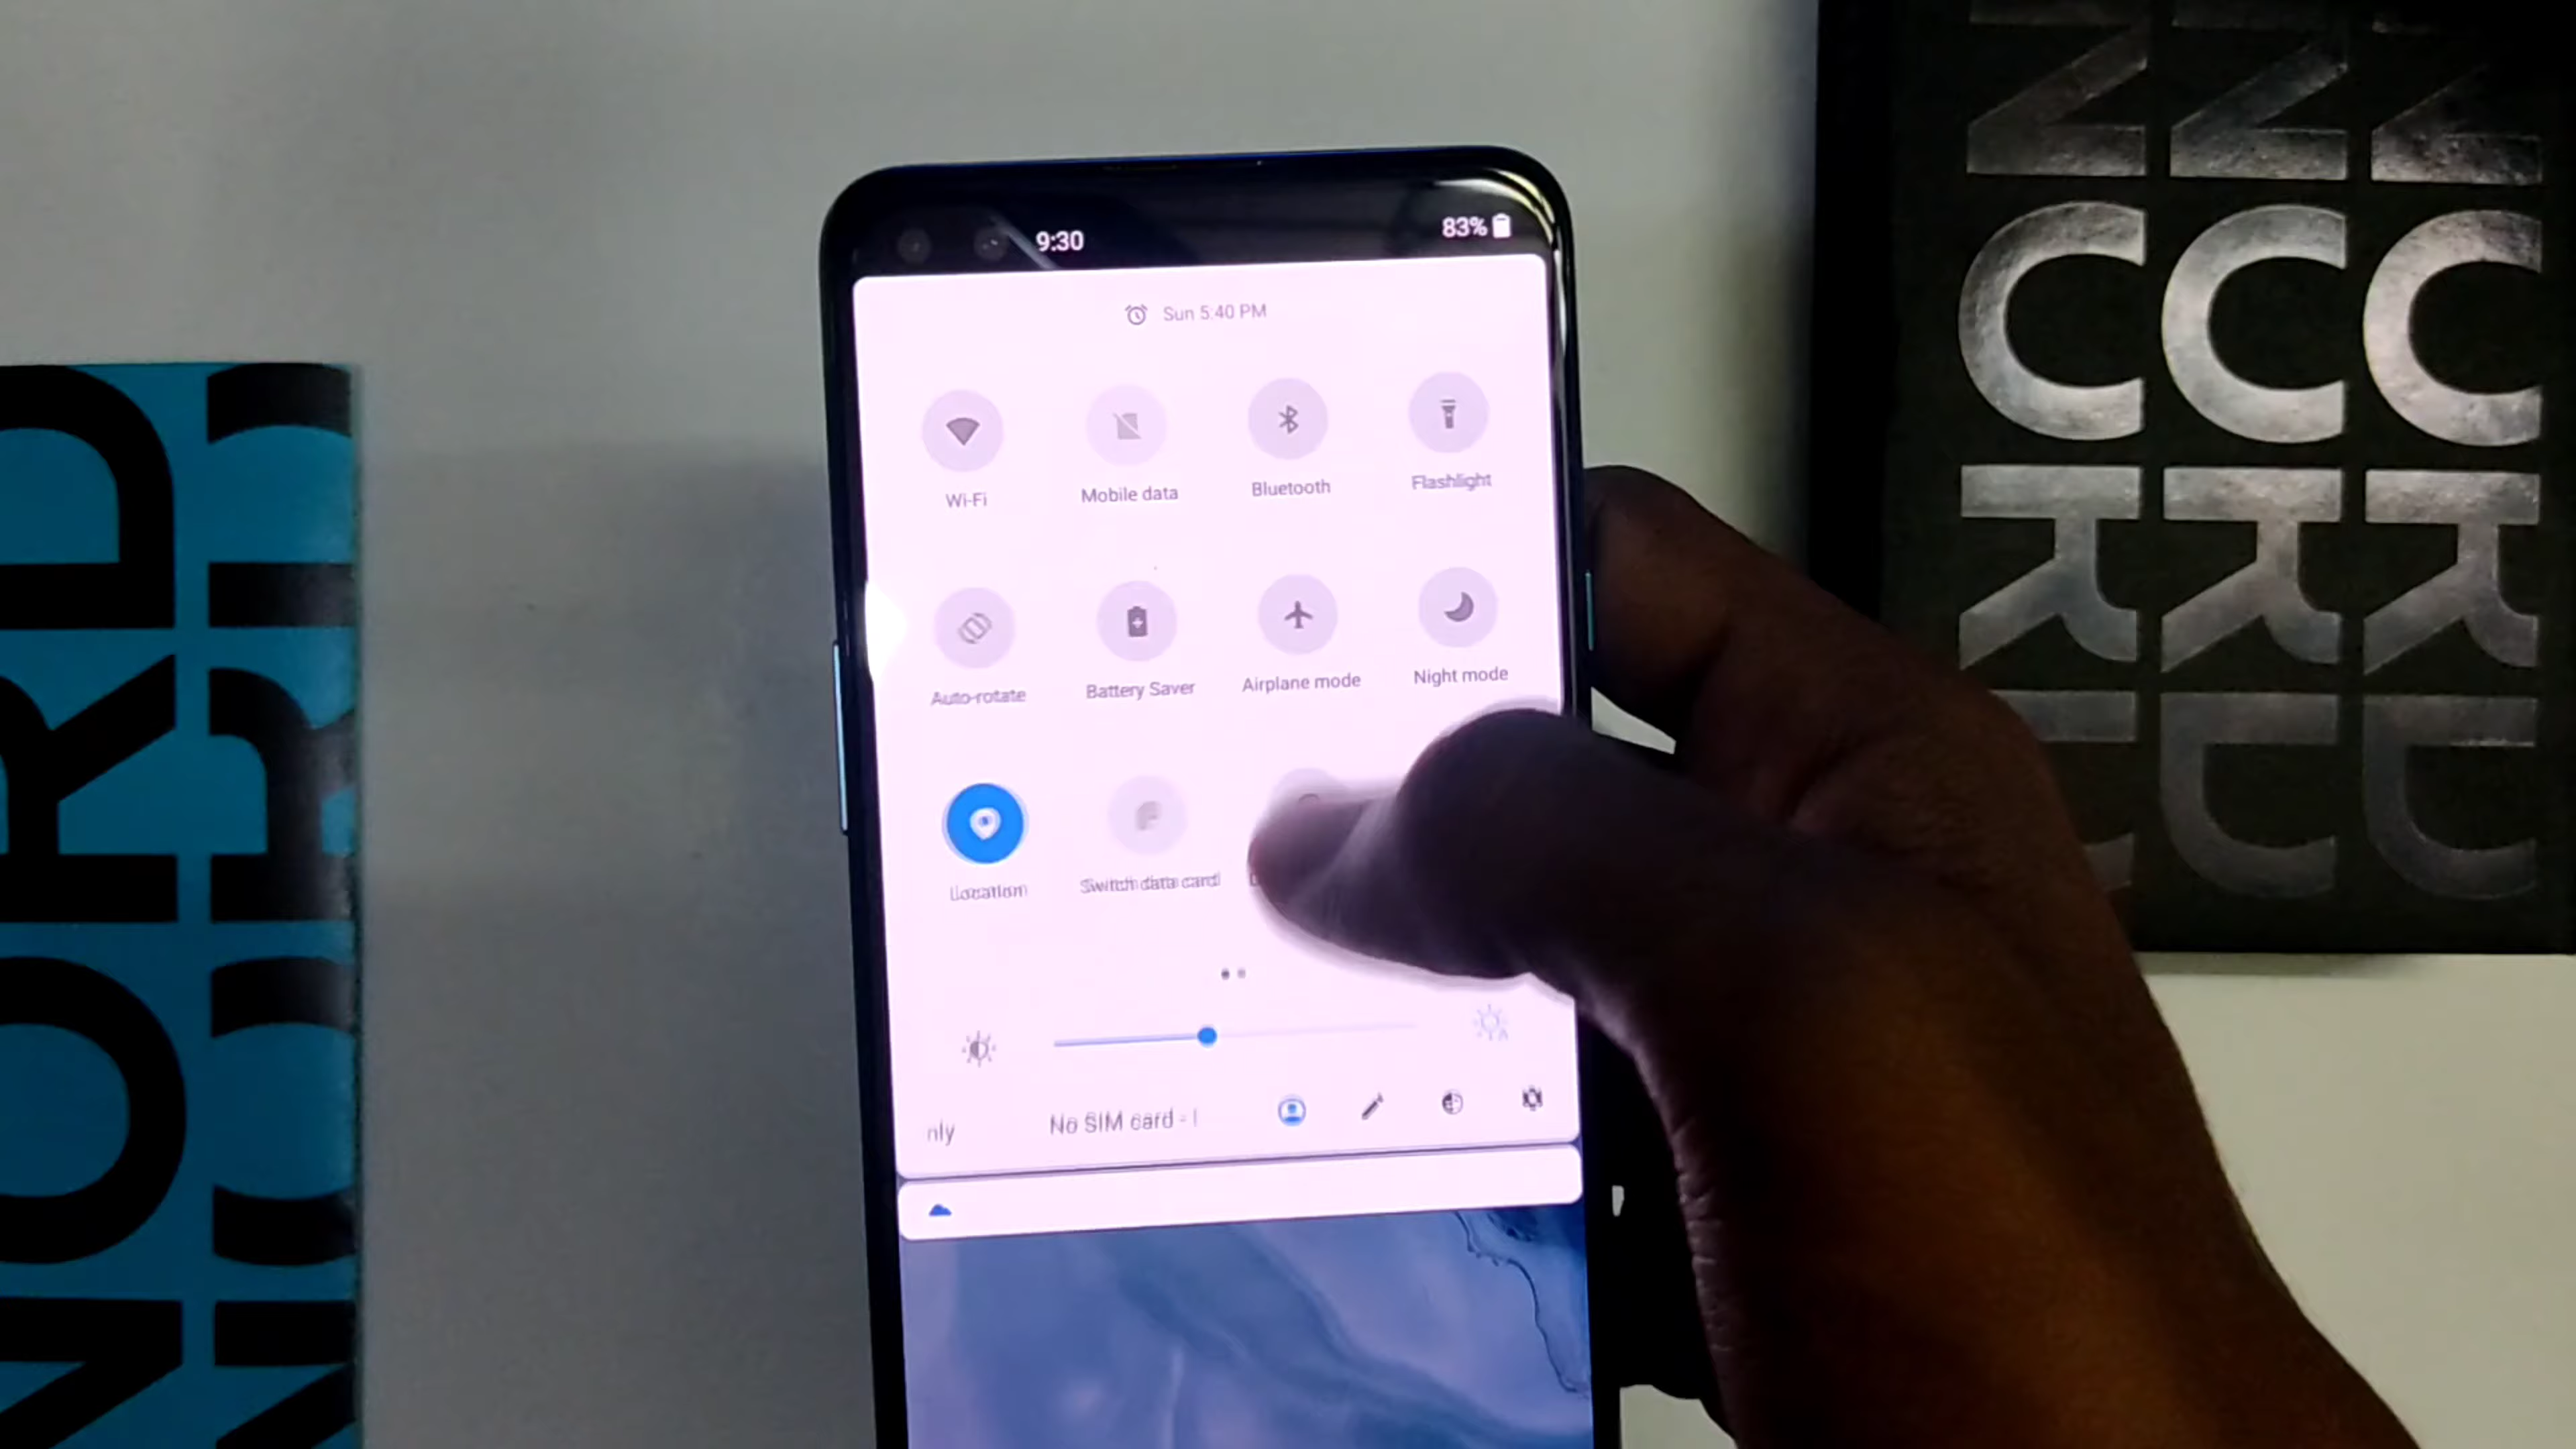 9:30
83%
Sun 5:40 PM
Wi-Fi
Mobile data
Bluetooth
Flashlight
Auto-rotate
Battery Saver
Airplane mode
Night mode
Location
Switch data card
nly
No SIM card -
NORD